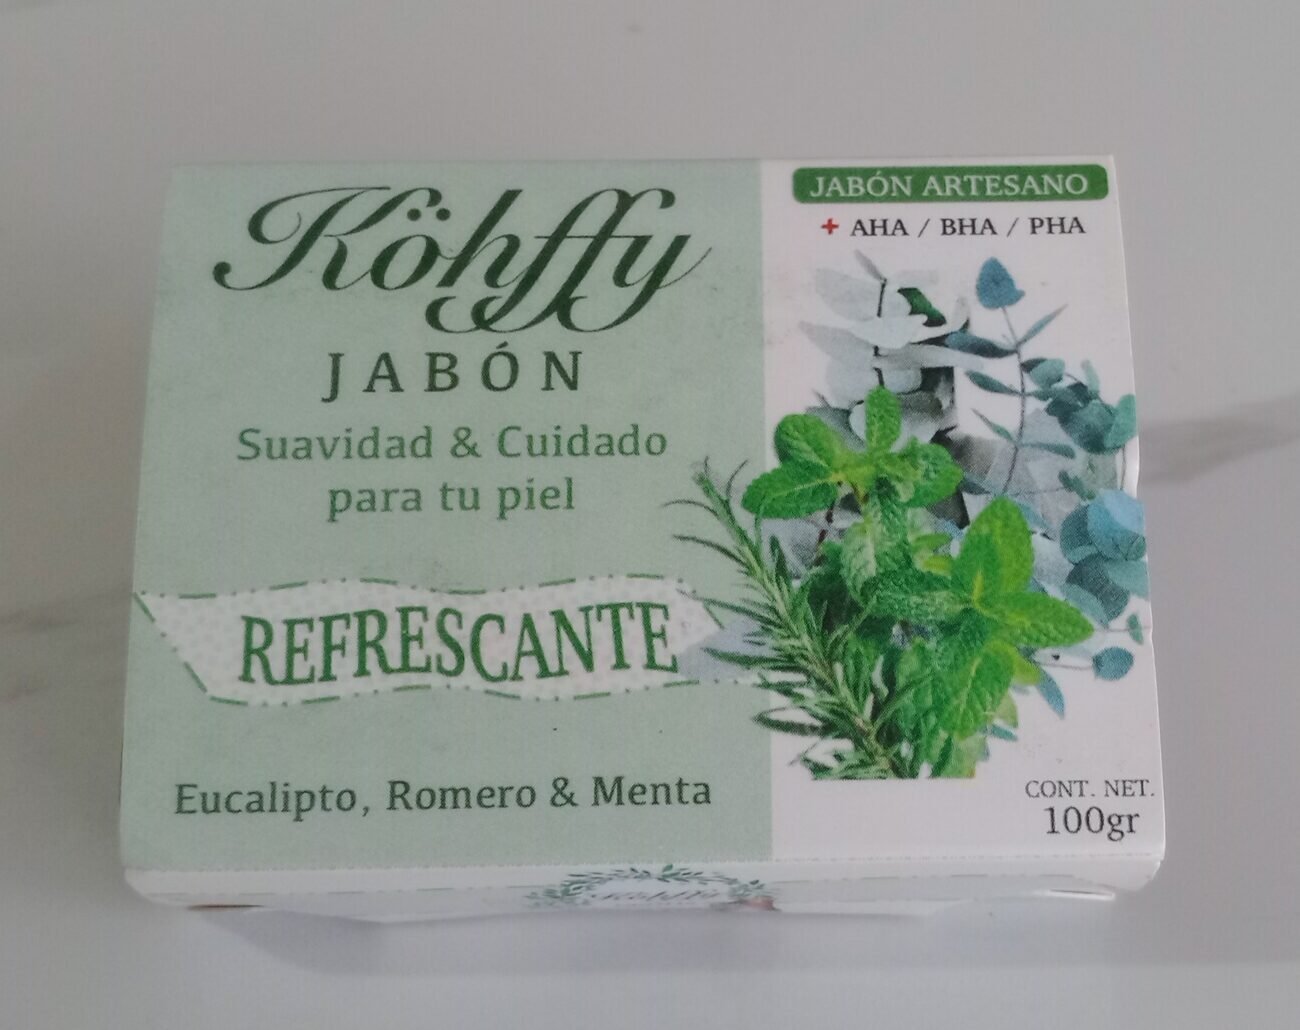 Köhffy
JABÓN
Suavidad & Cuidado
para tu piel
REFRESCANTE
Eucalipto, Romero & Menta
JABÓN ARTESANO
+ AHA / BHA / PHA
CONT. NET.
100gr
Köhffy